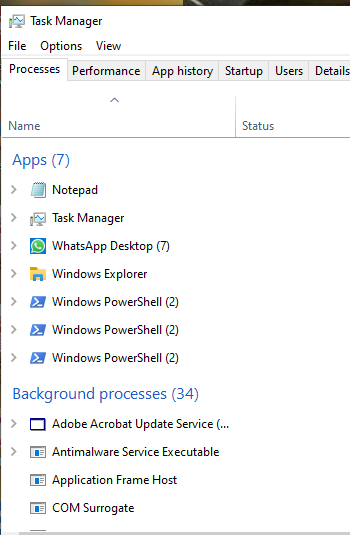 Task Manager
File Options View
Processes Performance App history Startup Users Details
Name Status
Apps (7)
Notepad
Task Manager
WhatsApp Desktop (7)
Windows Explorer
Windows PowerShell (2)
Windows PowerShell (2)
Windows PowerShell (2)
Background processes (34)
Adobe Acrobat Update Service (...
Antimalware Service Executable
Application Frame Host
COM Surrogate